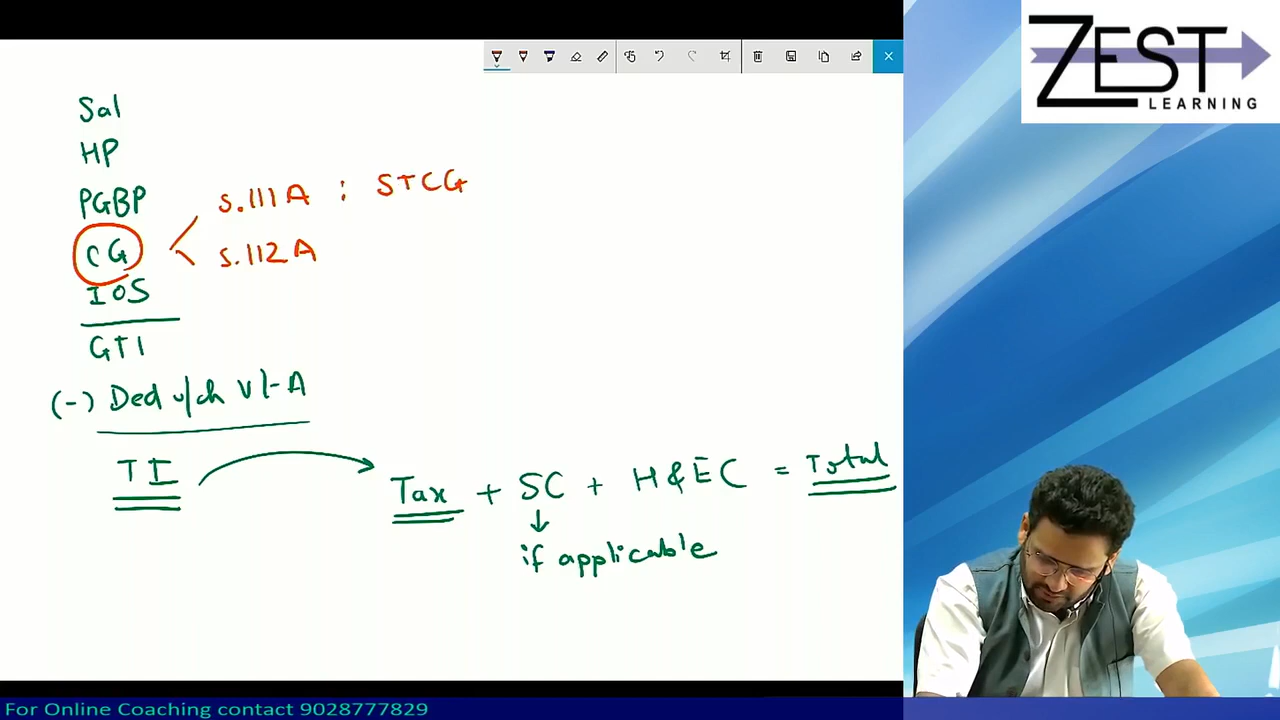 ZEST
LEARNING
Sal
HP
PGBP
CG
S.111A : STCG
S.112A
IOS
GTI
(-) Ded u/ch VI-A
TI
Tax + SC + H&EC = Total
if applicable
For Online Coaching contact 9028777829